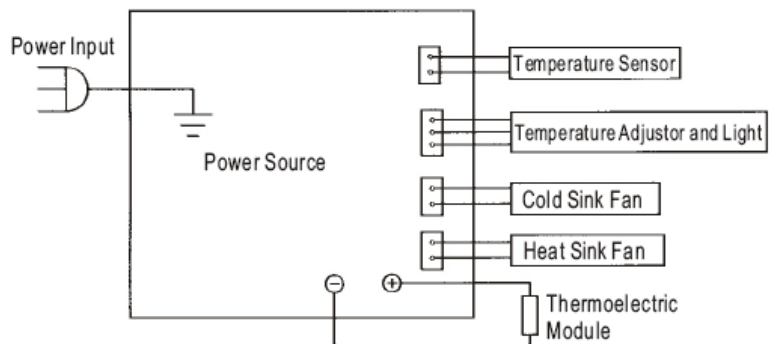 Power Input
Temperature Sensor
Temperature Adjustor and Light
Power Source
Cold Sink Fan
Heat Sink Fan
Thermoelectric
Module